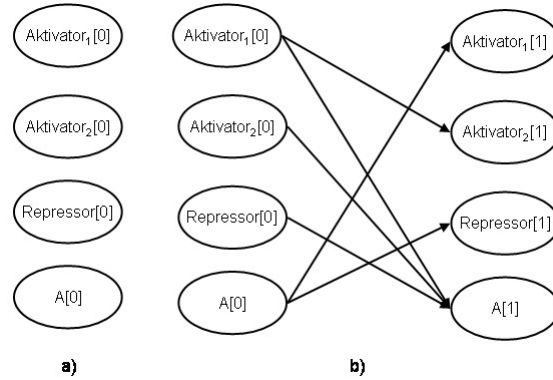 Aktivator₁[0]
Aktivator₂[0]
Repressor[0]
A[0]
a)
Aktivator₁[0]
Aktivator₂[0]
Repressor[0]
A[0]
Aktivator₁[1]
Aktivator₂[1]
Repressor[1]
A[1]
b)